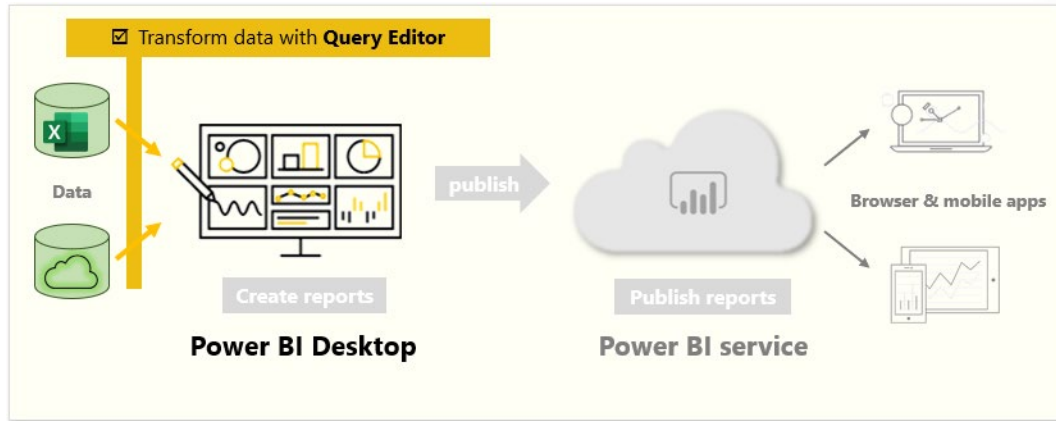 ☑ Transform data with Query Editor
X
Data
publish
Browser & mobile apps
Create reports
Publish reports
Power BI Desktop
Power BI service